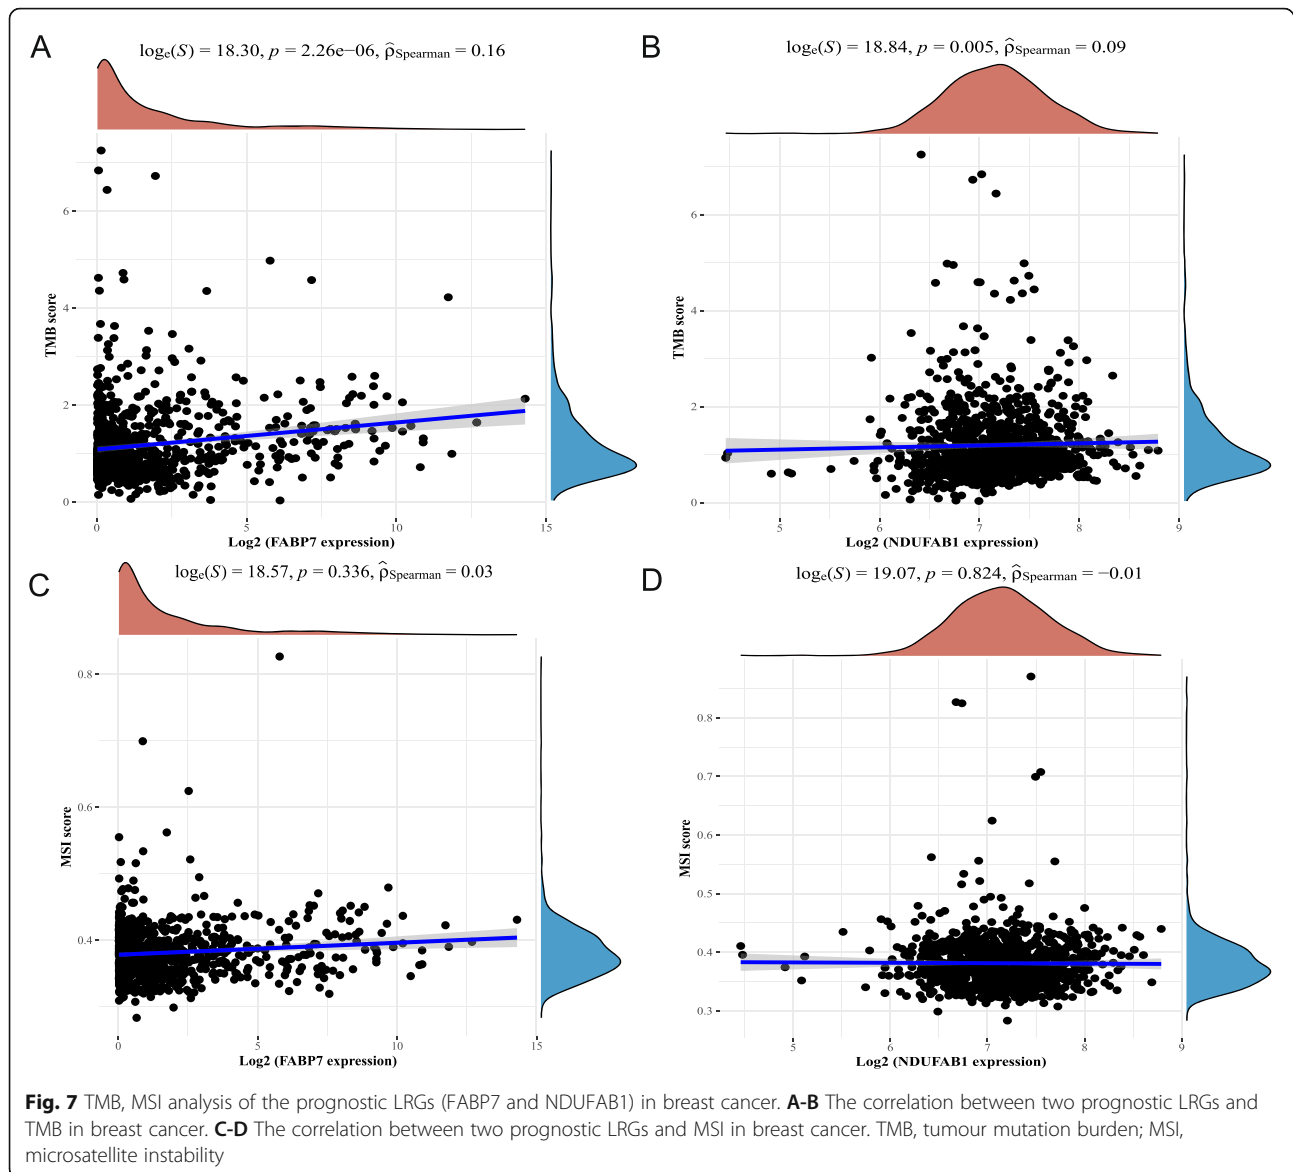 A
logₑ(S) = 18.30, p = 2.26e−06, ρ̂Spearman = 0.16
TMB score
6
4
2
0
0 5 10 15
Log2 (FABP7 expression)
B
logₑ(S) = 18.84, p = 0.005, ρ̂Spearman = 0.09
TMB score
6
4
2
0
5 6 7 8 9
Log2 (NDUFAB1 expression)
C
logₑ(S) = 18.57, p = 0.336, ρ̂Spearman = 0.03
MSI score
0.8
0.6
0.4
0 5 10 15
Log2 (FABP7 expression)
D
logₑ(S) = 19.07, p = 0.824, ρ̂Spearman = −0.01
MSI score
0.8
0.7
0.6
0.5
0.4
0.3
5 6 7 8 9
Log2 (NDUFAB1 expression)
Fig. 7 TMB, MSI analysis of the prognostic LRGs (FABP7 and NDUFAB1) in breast cancer. A-B The correlation between two prognostic LRGs and
TMB in breast cancer. C-D The correlation between two prognostic LRGs and MSI in breast cancer. TMB, tumour mutation burden; MSI,
microsatellite instability